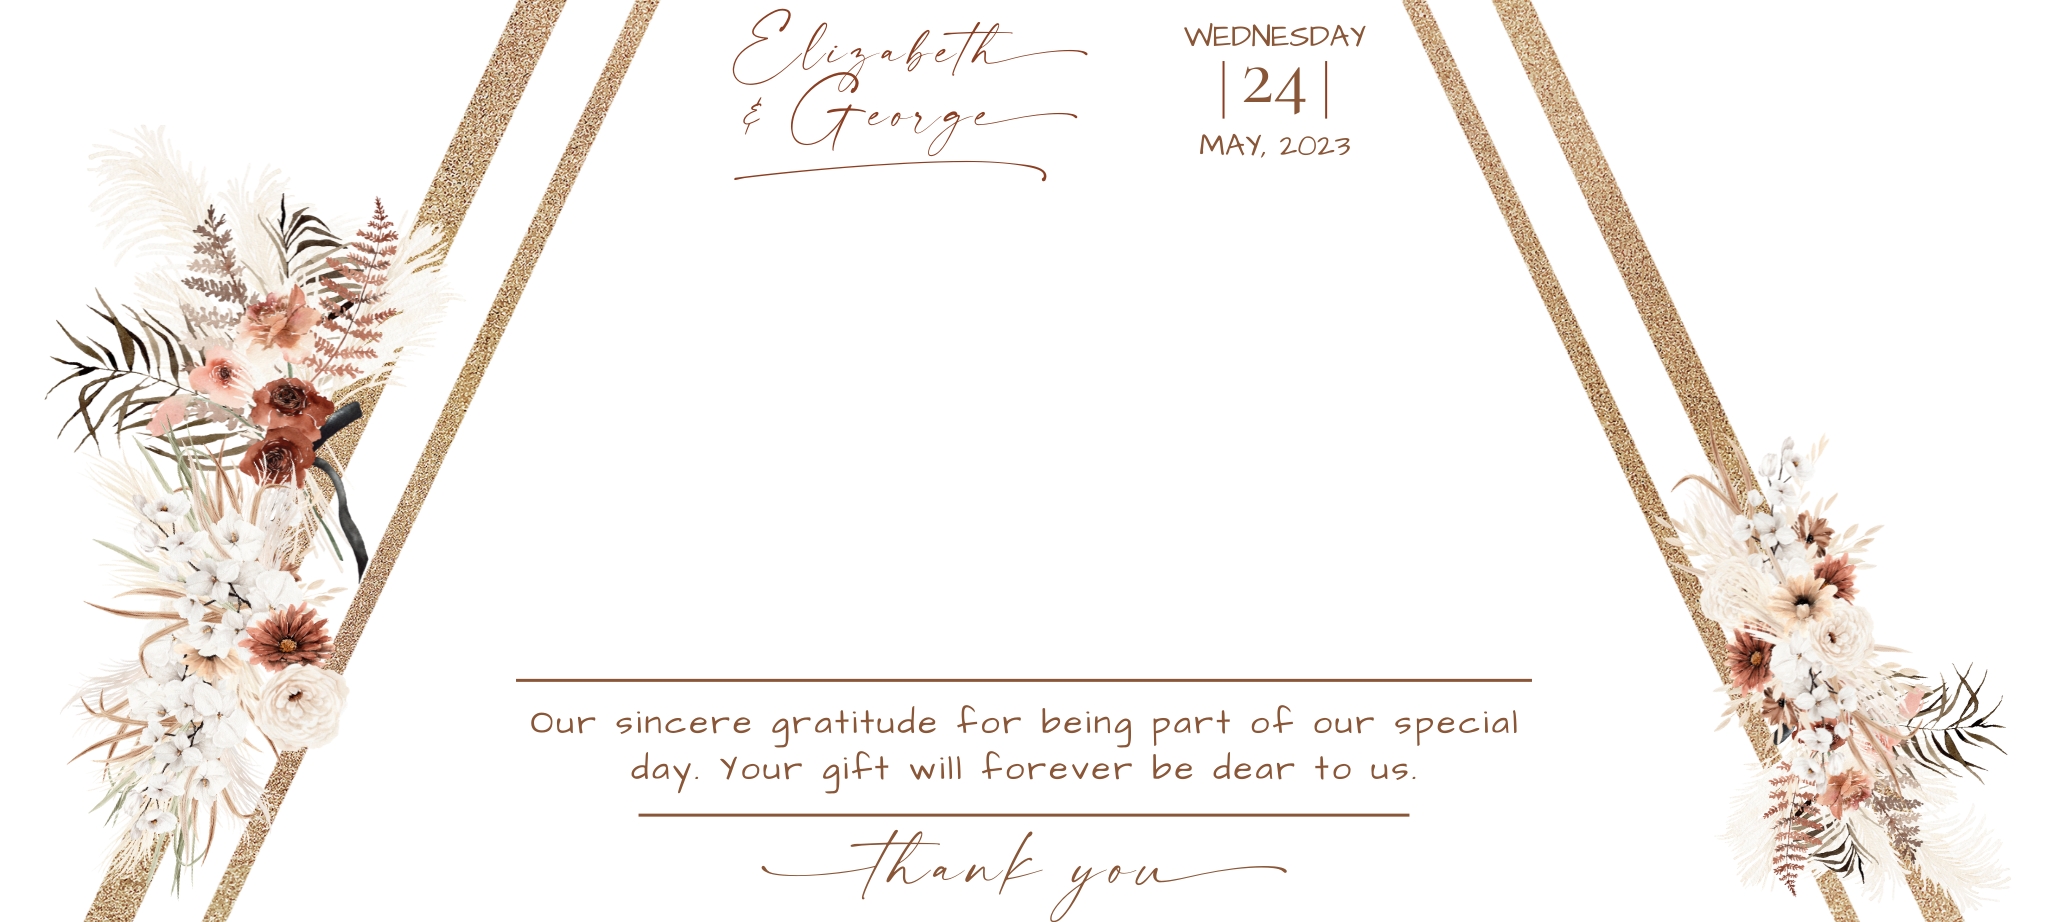 Elizabeth
& George
WEDNESDAY
|24|
MAY, 2023
Our sincere gratitude for being part of our special
day. Your gift will forever be dear to us.
thank you